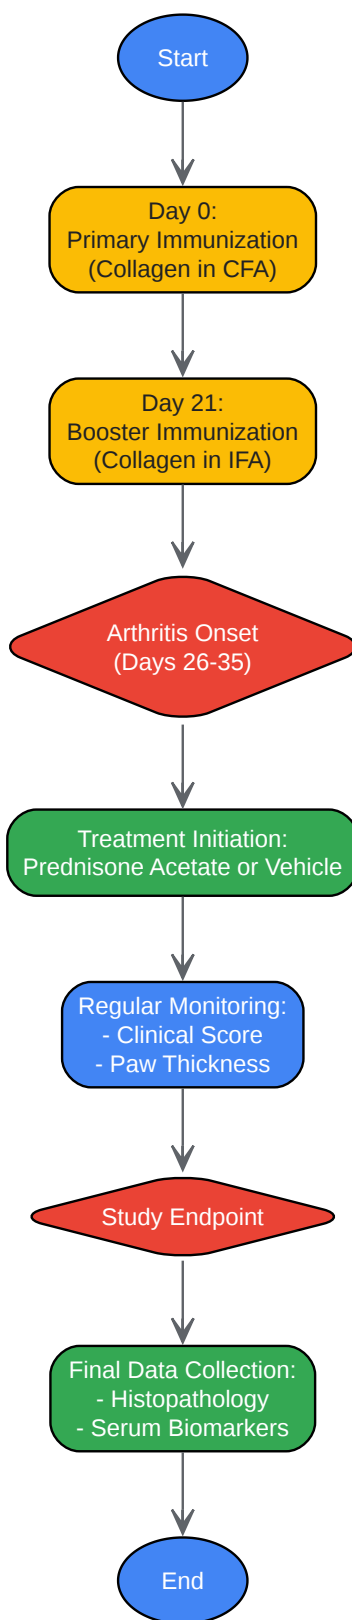 Start
Day 0:
Primary Immunization
(Collagen in CFA)
Day 21:
Booster Immunization
(Collagen in IFA)
Arthritis Onset
(Days 26-35)
Treatment Initiation:
Prednisone Acetate or Vehicle
Regular Monitoring:
- Clinical Score
- Paw Thickness
Study Endpoint
Final Data Collection:
- Histopathology
- Serum Biomarkers
End